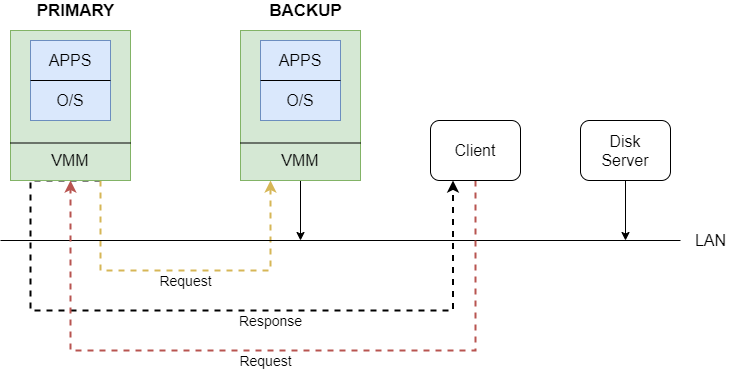 PRIMARY
BACKUP
APPS
O/S
VMM
APPS
O/S
VMM
Client
Disk
Server
LAN
Request
Response
Request